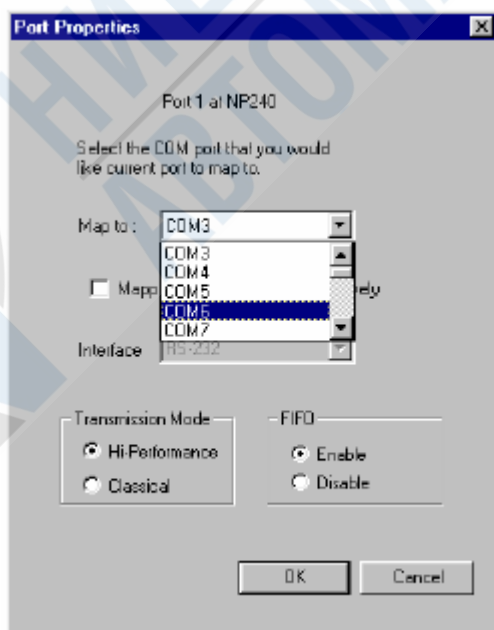 Port Properties
Port 1 at NP240
Select the COM port that you would
like current port to map to.
Map to : COM3
COM3
COM4
Mapp COM5 ely
COM6
COM7
Interface RS-232
Transmission Mode
FIFO
Hi-Performance
Enable
Classical
Disable
OK
Cancel
АВТОМ